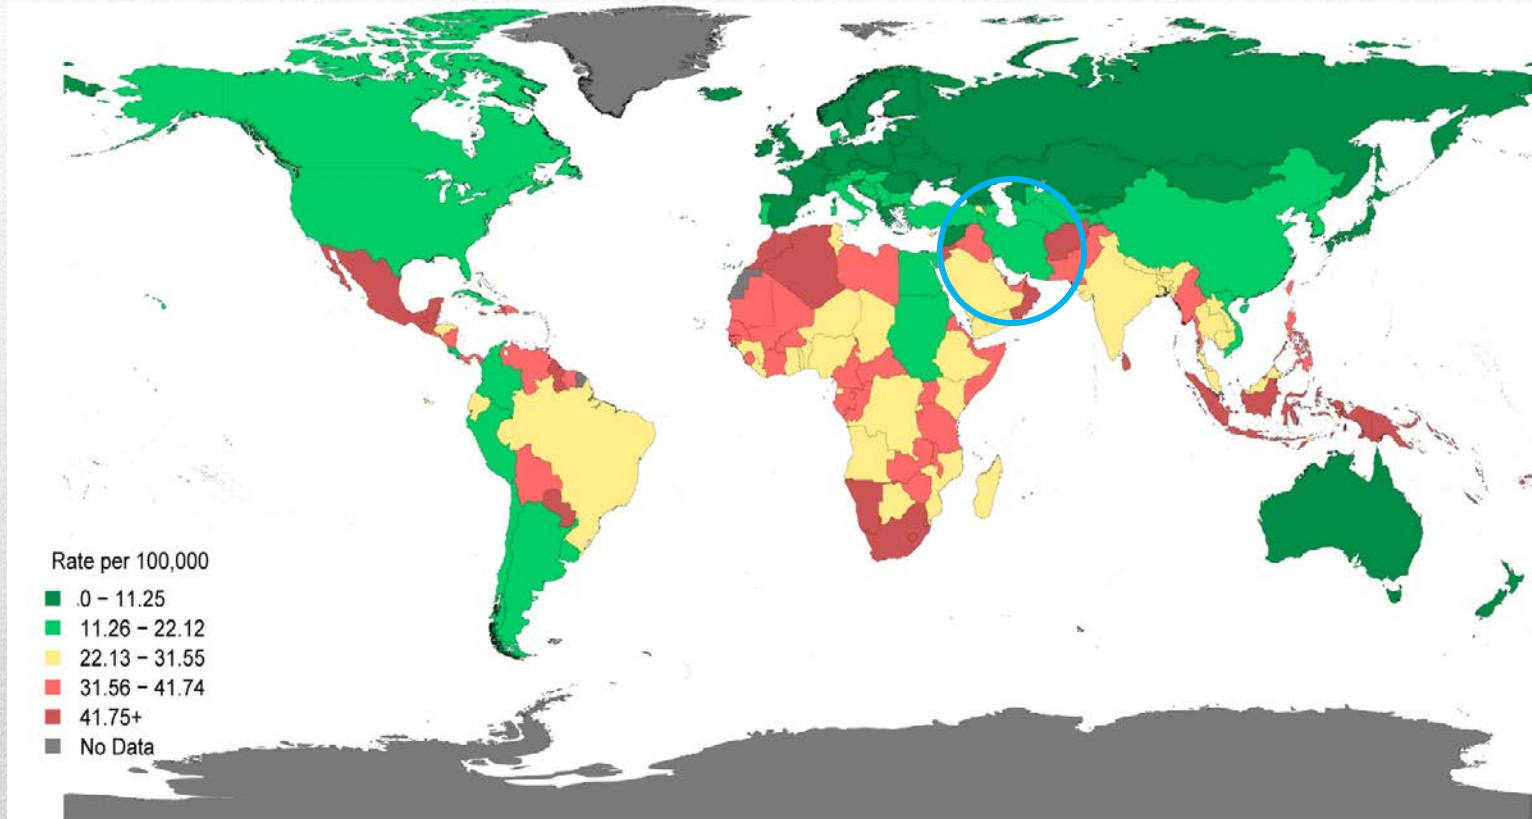 Rate per 100,000
.0 – 11.25
11.26 – 22.12
22.13 – 31.55
31.56 – 41.74
41.75+
No Data